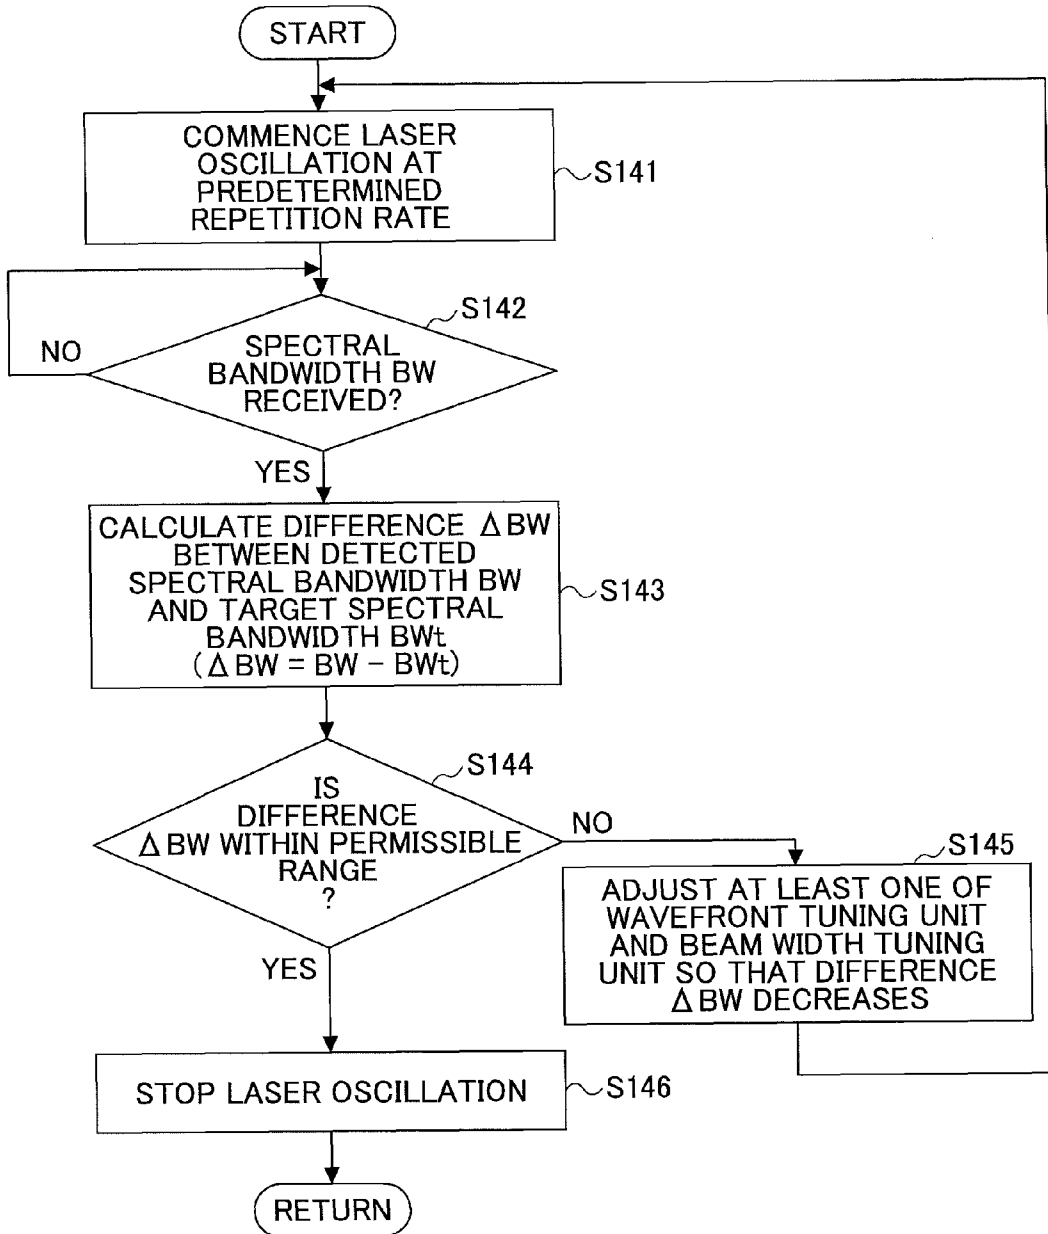 START
COMMENCE LASER
OSCILLATION AT
PREDETERMINED
REPETITION RATE
S141
S142
NO
SPECTRAL
BANDWIDTH BW
RECEIVED?
YES
CALCULATE DIFFERENCE ΔBW
BETWEEN DETECTED
SPECTRAL BANDWIDTH BW
AND TARGET SPECTRAL
BANDWIDTH BWt
(ΔBW = BW − BWt)
S143
S144
IS
DIFFERENCE
ΔBW WITHIN PERMISSIBLE
RANGE
?
NO
S145
ADJUST AT LEAST ONE OF
WAVEFRONT TUNING UNIT
AND BEAM WIDTH TUNING
UNIT SO THAT DIFFERENCE
ΔBW DECREASES
YES
STOP LASER OSCILLATION
S146
RETURN